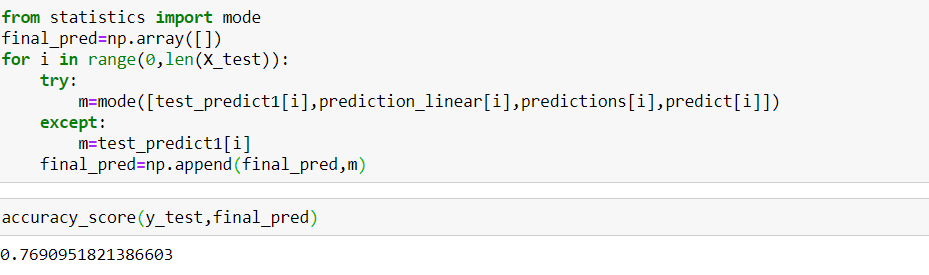 from statistics import mode
final_pred=np.array([])
for i in range(0,len(X_test)):
    try:
        m=mode([test_predict1[i],prediction_linear[i],predictions[i],predict[i]])
    except:
        m=test_predict1[i]
    final_pred=np.append(final_pred,m)
accuracy_score(y_test,final_pred)
0.7690951821386603